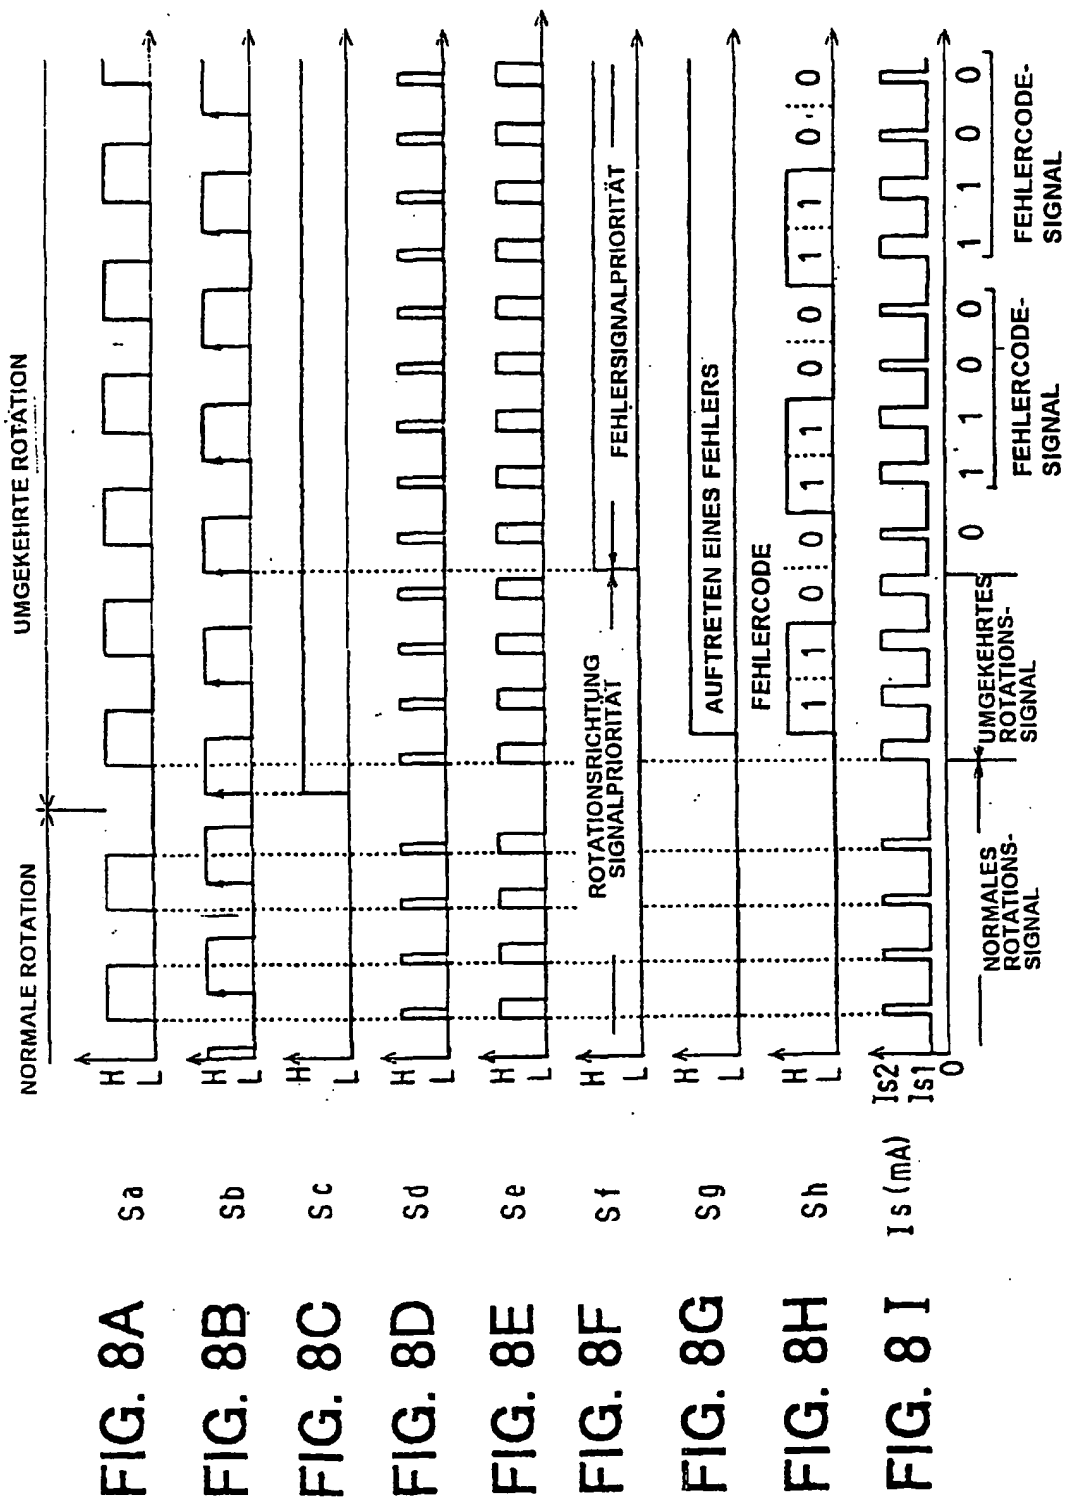 NORMALE ROTATION
UMGEKEHRTE ROTATION
FIG. 8A
Sa
H
L
FIG. 8B
Sb
H
L
FIG. 8C
Sc
H
L
FIG. 8D
Sd
H
L
FIG. 8E
Se
H
L
FIG. 8F
Sf
H
L
ROTATIONSRICHTUNG
SIGNALPRIORITÄT
FEHLERSIGNALPRIORITÄT
FIG. 8G
Sg
H
L
AUFTRETEN EINES FEHLERS
FIG. 8H
Sh
H
L
FEHLERCODE
1 1 0 0 1 1 0 0 1 1 0 0
FIG. 8 I
Is(mA)
Is2
Is1
0
0 1 1 0 0 1 1 0 0
NORMALES
ROTATIONS-
SIGNAL
UMGEKEHRTES
ROTATIONS-
SIGNAL
FEHLERCODE-
SIGNAL
FEHLERCODE-
SIGNAL